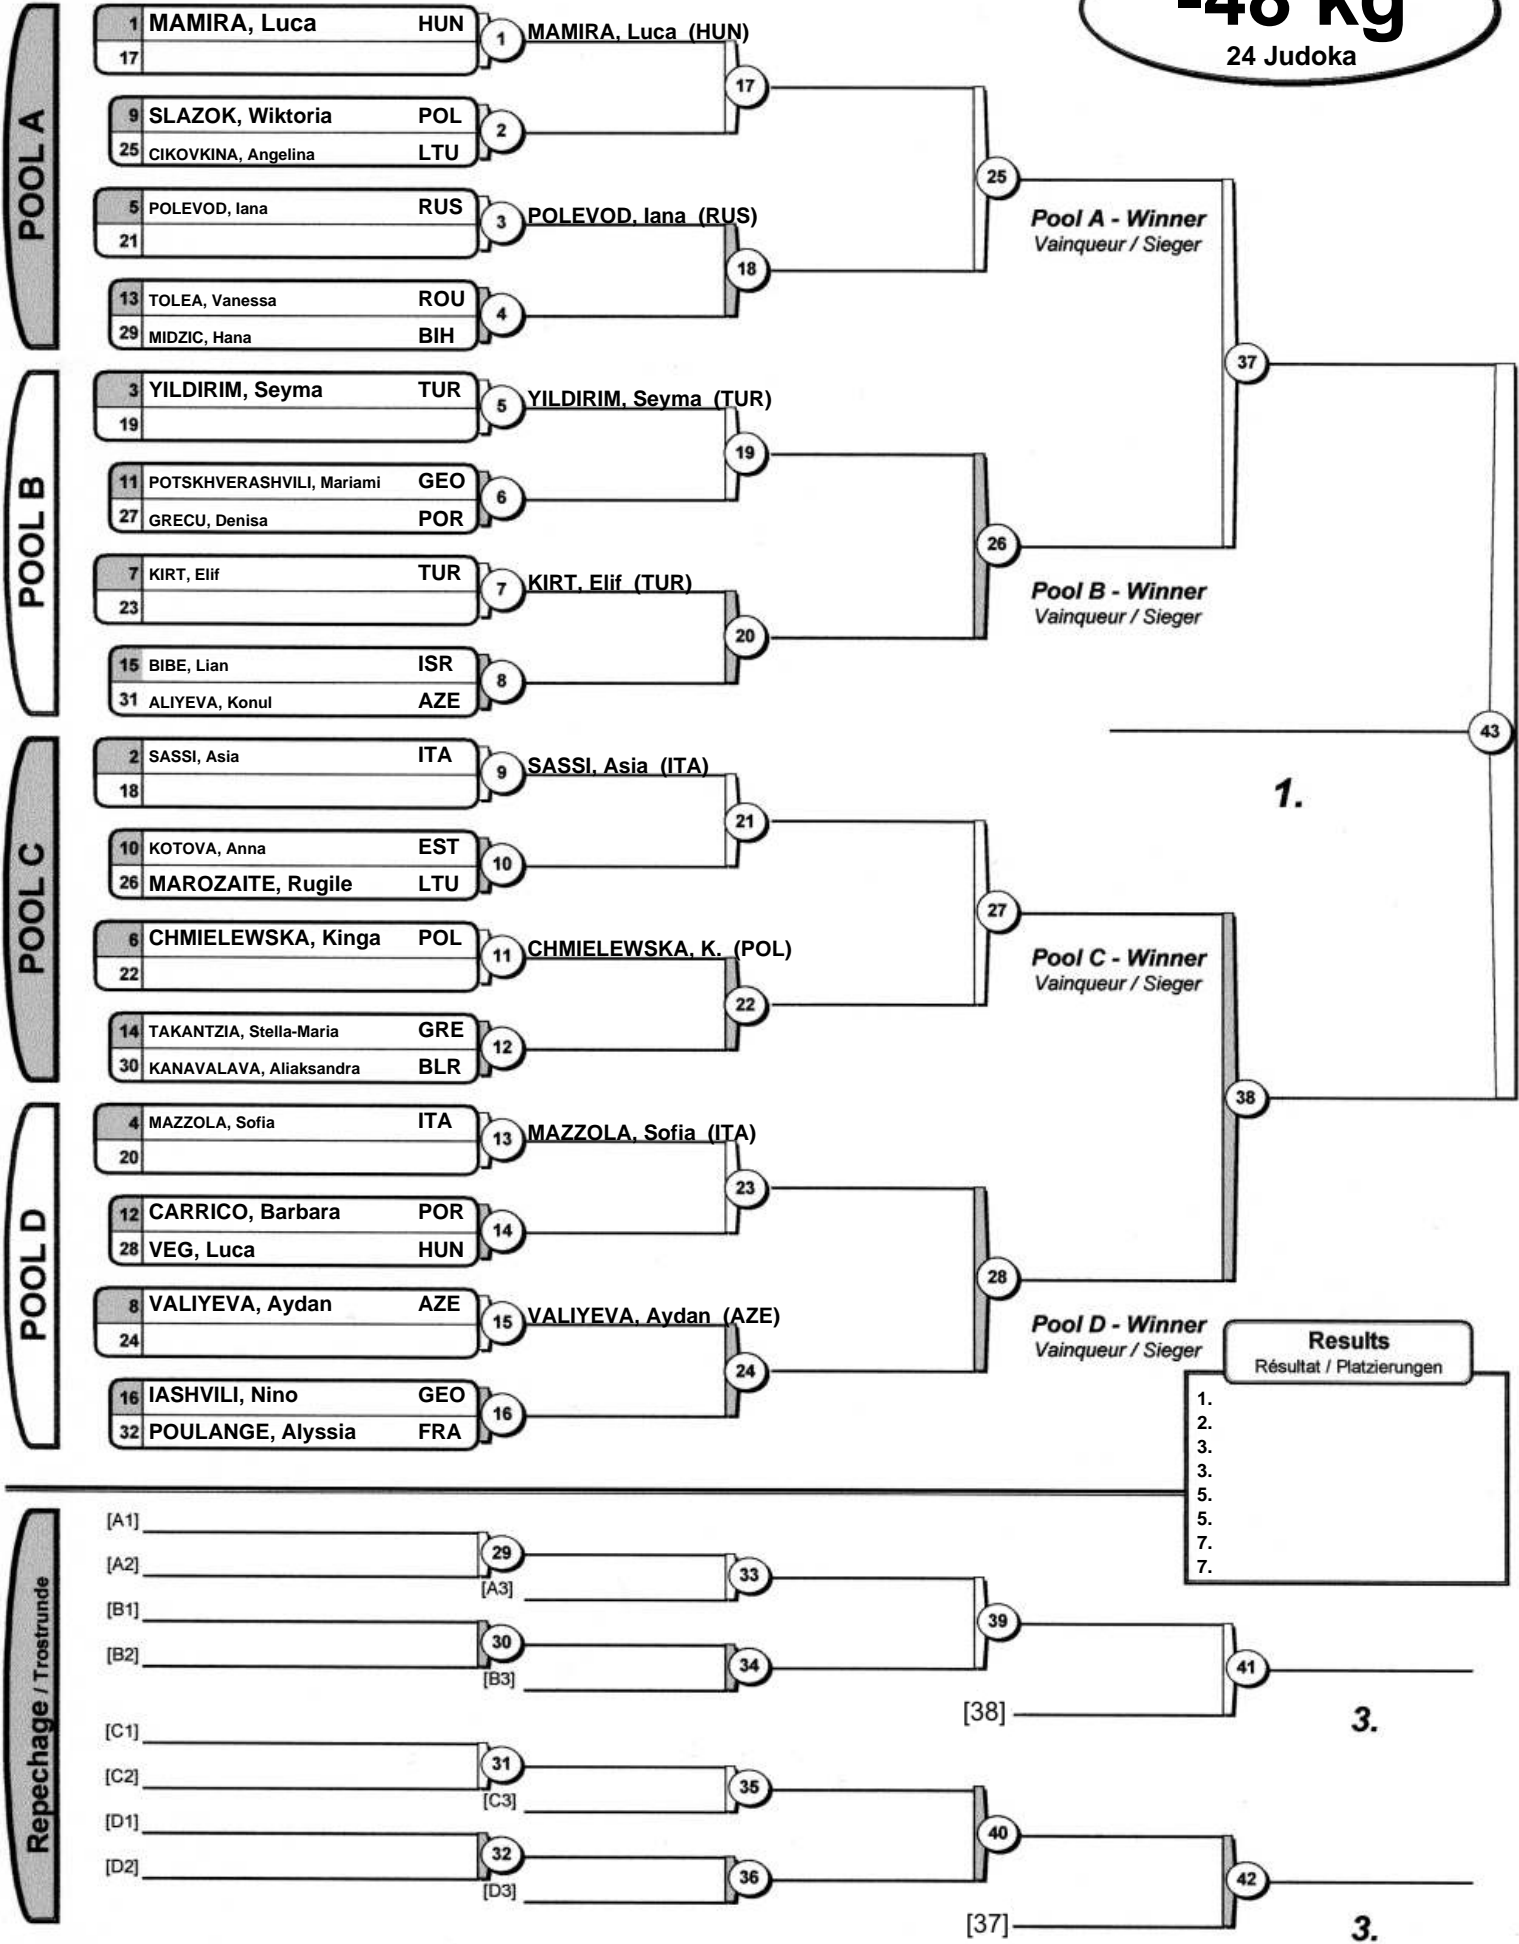 -48 kg
24 Judoka
POOL A
1 MAMIRA, Luca HUN
17
1 MAMIRA, Luca (HUN)
17
9 SLAZOK, Wiktoria POL
25 CIKOVKINA, Angelina LTU
2
25
5 POLEVOD, Iana RUS
21
3 POLEVOD, Iana (RUS)
Pool A - Winner
Vainqueur / Sieger
18
13 TOLEA, Vanessa ROU
29 MIDZIC, Hana BIH
4
37
POOL B
3 YILDIRIM, Seyma TUR
19
5 YILDIRIM, Seyma (TUR)
19
11 POTSKHVERASHVILI, Mariami GEO
27 GRECU, Denisa POR
6
26
7 KIRT, Elif TUR
23
7 KIRT, Elif (TUR)
Pool B - Winner
Vainqueur / Sieger
20
15 BIBE, Lian ISR
31 ALIYEVA, Konul AZE
8
43
1.
POOL C
2 SASSI, Asia ITA
18
9 SASSI, Asia (ITA)
21
10 KOTOVA, Anna EST
26 MAROZAITE, Rugile LTU
10
27
6 CHMIELEWSKA, Kinga POL
22
11 CHMIELEWSKA, K. (POL)
Pool C - Winner
Vainqueur / Sieger
22
14 TAKANTZIA, Stella-Maria GRE
30 KANAVALAVA, Aliaksandra BLR
12
38
POOL D
4 MAZZOLA, Sofia ITA
20
13 MAZZOLA, Sofia (ITA)
23
12 CARRICO, Barbara POR
28 VEG, Luca HUN
14
28
8 VALIYEVA, Aydan AZE
24
15 VALIYEVA, Aydan (AZE)
Pool D - Winner
Vainqueur / Sieger
24
16 IASHVILI, Nino GEO
32 POULANGE, Alyssia FRA
16
Results
Résultat / Platzierungen
1.
2.
3.
3.
5.
5.
7.
7.
Repechage / Trostrunde
[A1]
[A2]
29
[A3]
33
[B1]
[B2]
30
[B3]
34
39
[38]
41
3.
[C1]
[C2]
31
[C3]
35
[D1]
[D2]
32
[D3]
36
40
[37]
42
3.